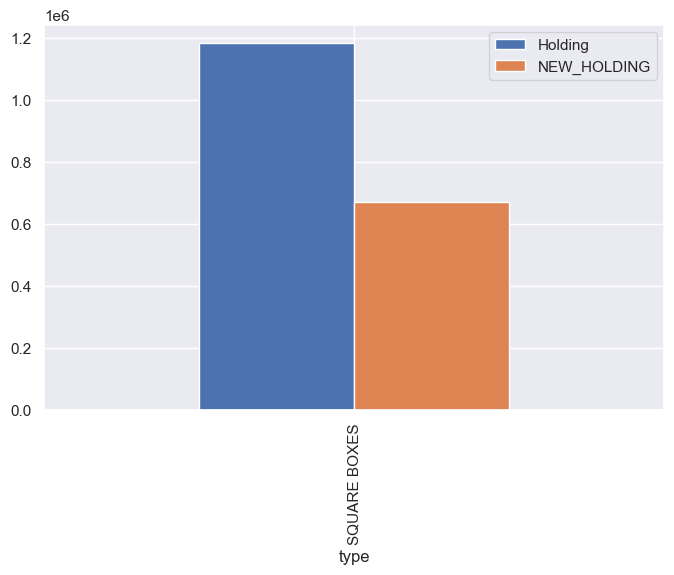 1e6
Holding
NEW_HOLDING
1.2
1.0
0.8
0.6
0.4
0.2
0.0
SQUARE BOXES
type